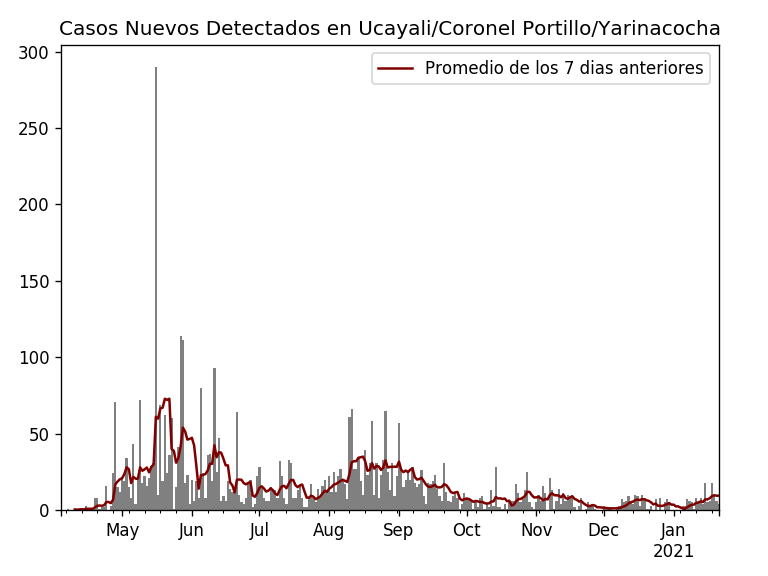 Casos Nuevos Detectados en Ucayali/Coronel Portillo/Yarinacocha
Promedio de los 7 dias anteriores
300
250
200
150
100
50
0
May Jun Jul Aug Sep Oct Nov Dec Jan
2021